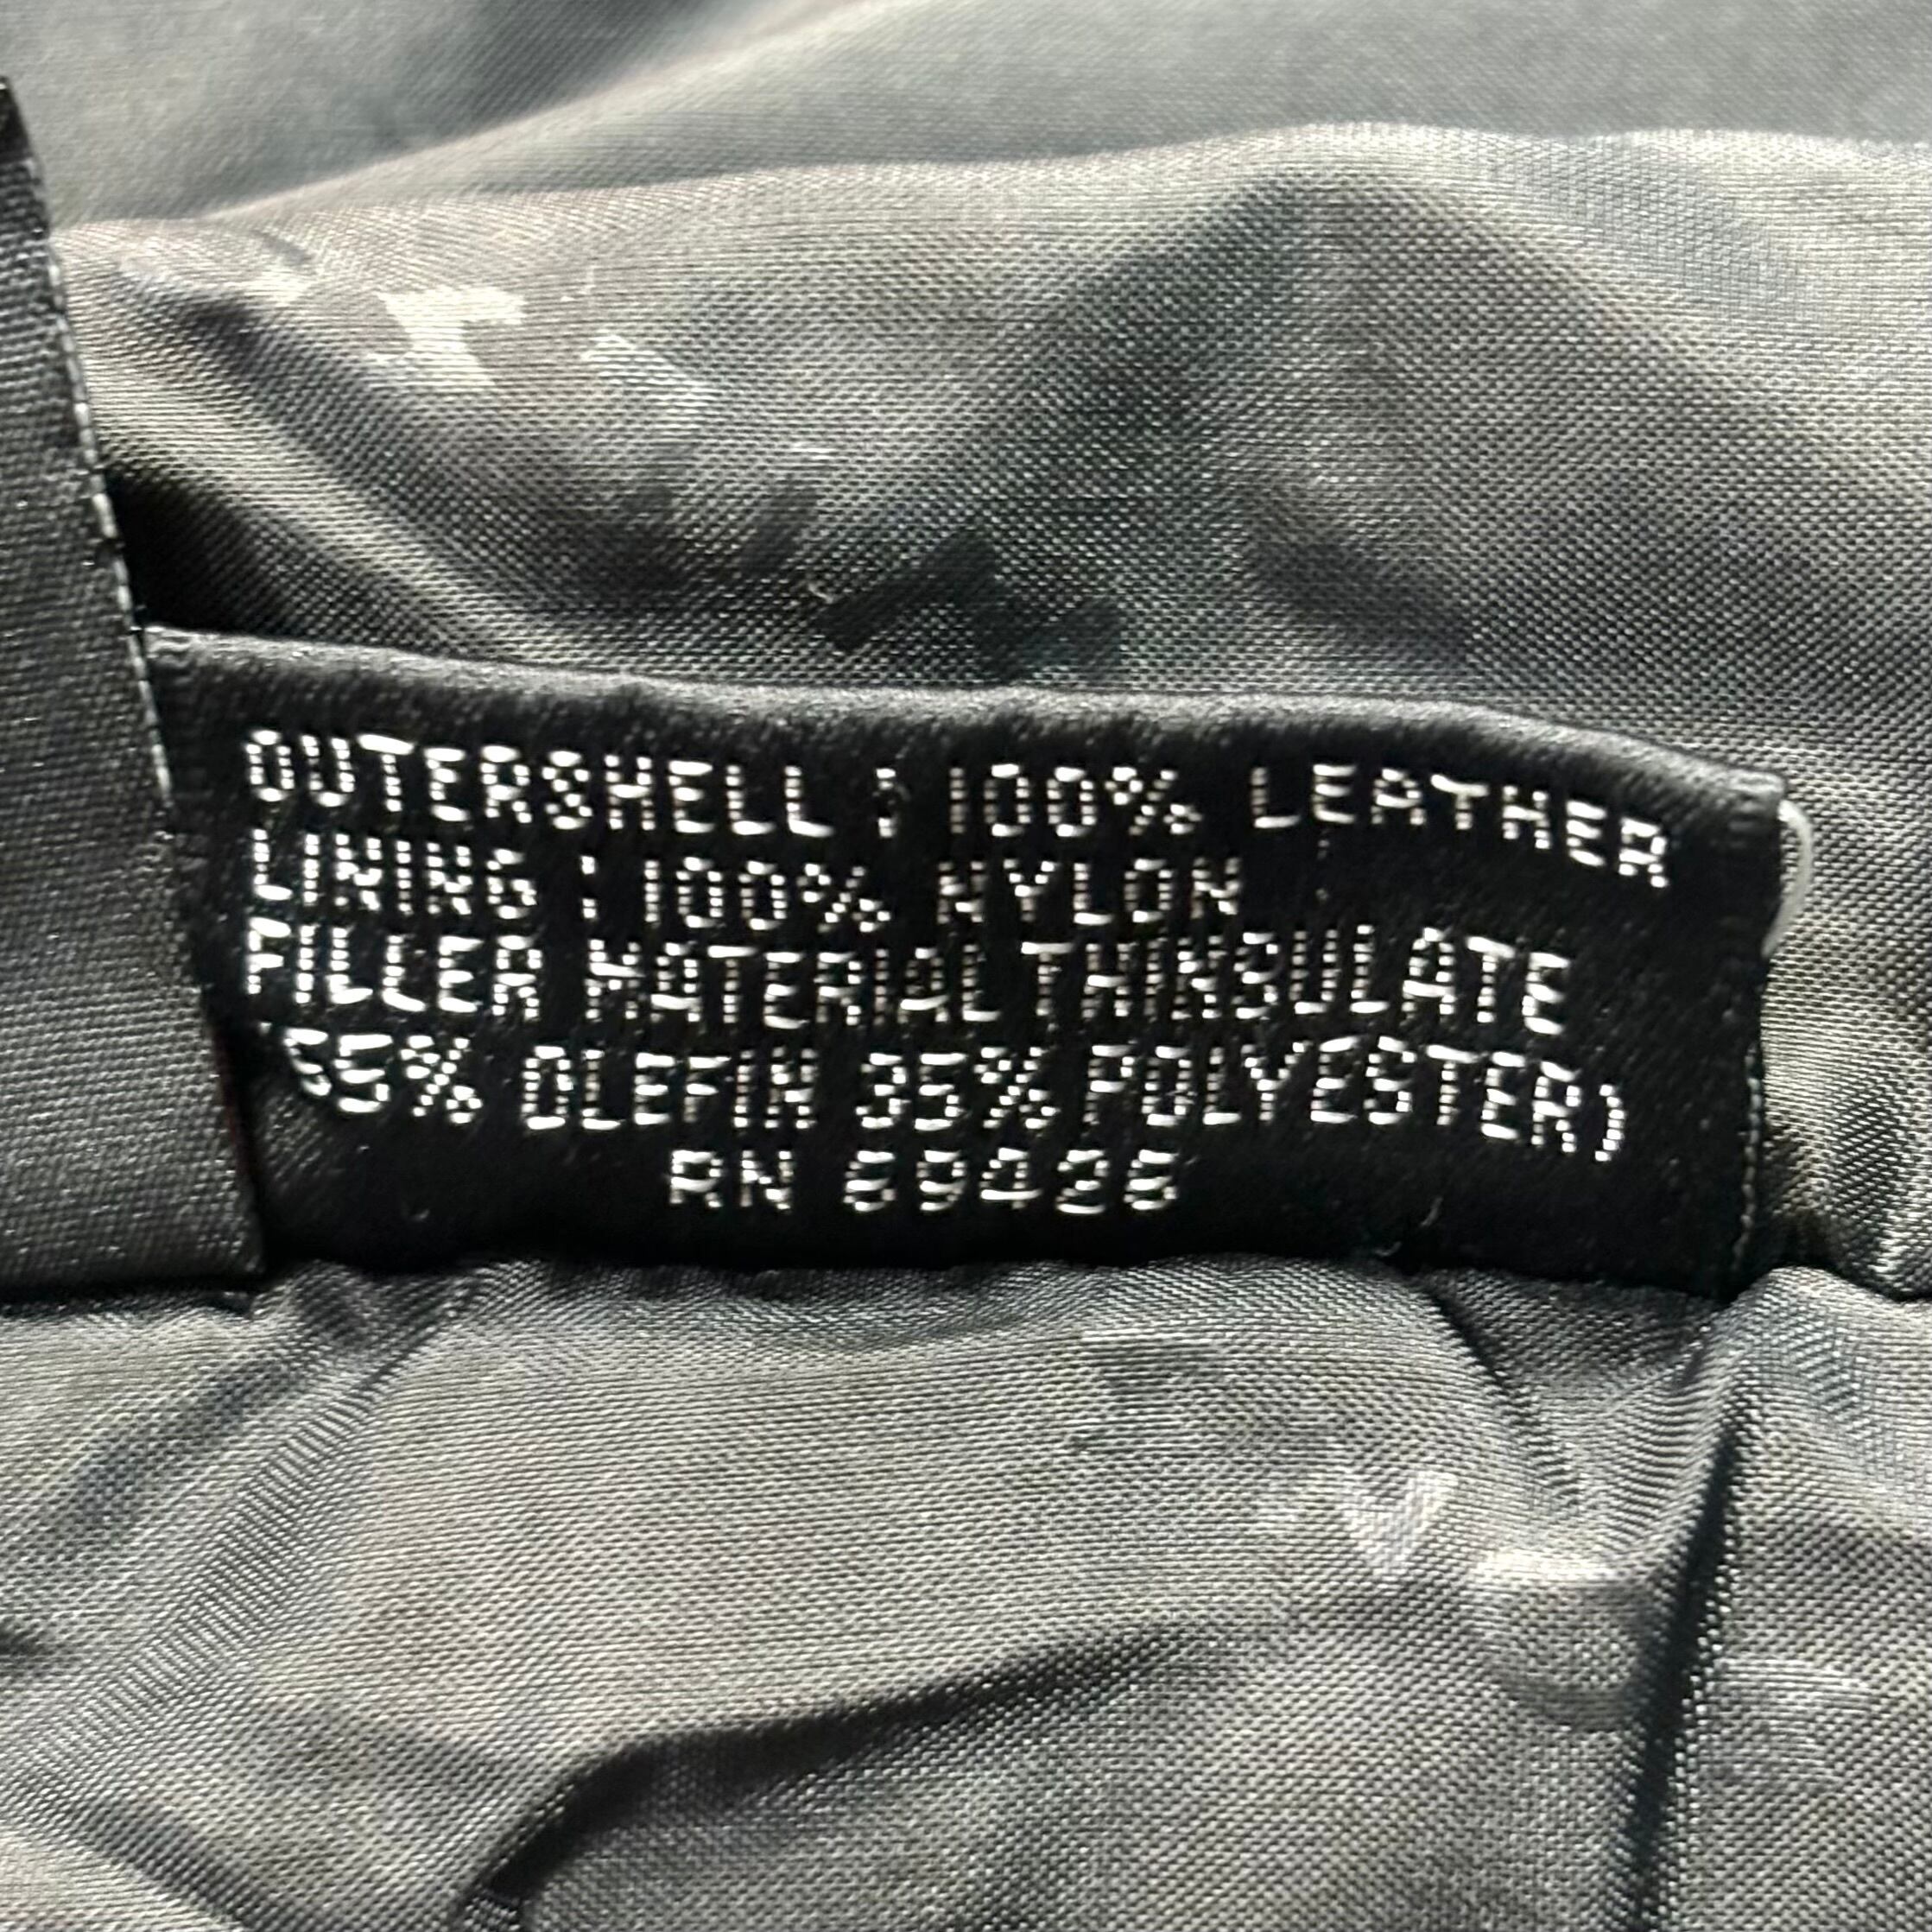 OUTERSHELL : 100% LEATHER
LINING : 100% NYLON
FILLER MATERIAL THINSULATE
65% OLEFIN 35% POLYESTER)
RN 69426